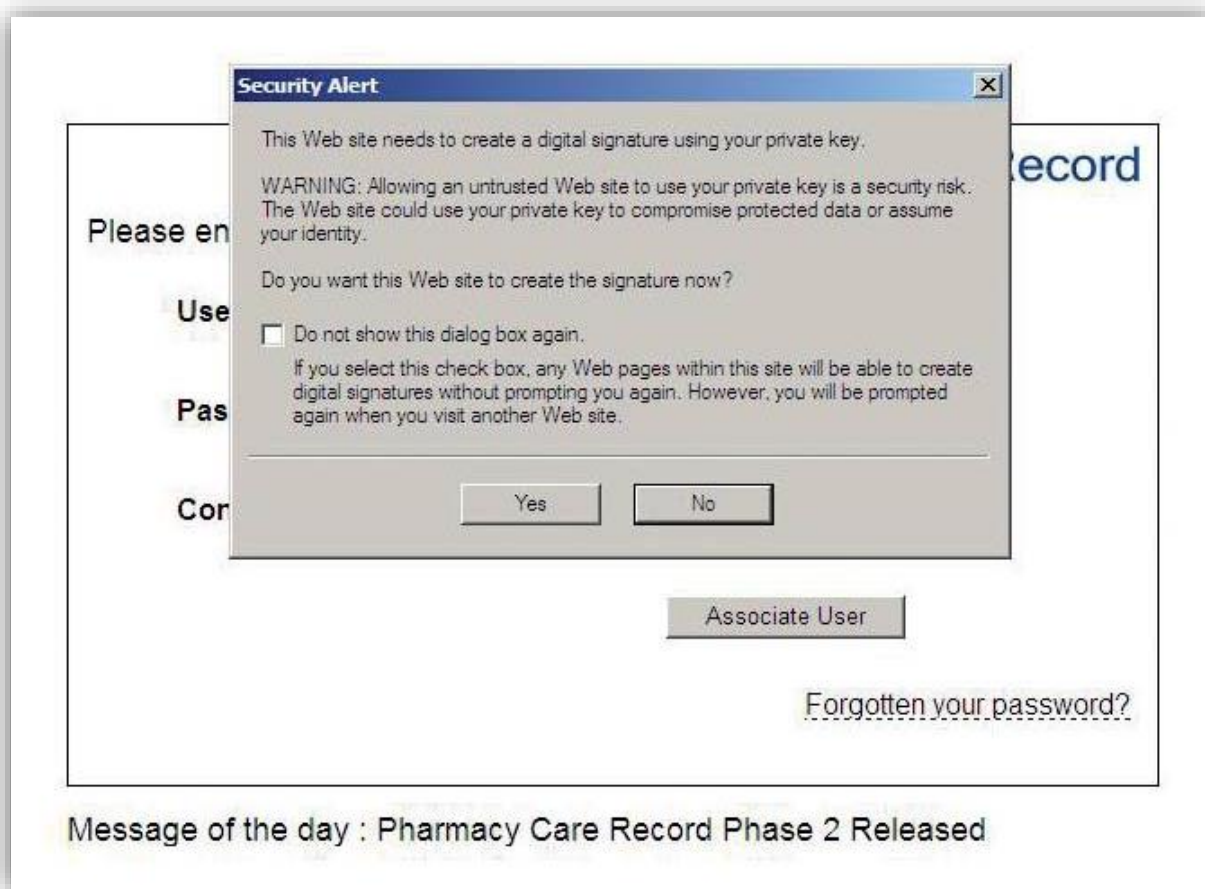 Security Alert
This Web site needs to create a digital signature using your private key.
WARNING: Allowing an untrusted Web site to use your private key is a security risk.
The Web site could use your private key to compromise protected data or assume
your identity.
Do you want this Web site to create the signature now?
Do not show this dialog box again.
If you select this check box, any Web pages within this site will be able to create
digital signatures without prompting you again. However, you will be prompted
again when you visit another Web site.
Yes No
ecord
Please en
Use
Pas
Con
Associate User
Forgotten your password?
Message of the day : Pharmacy Care Record Phase 2 Released